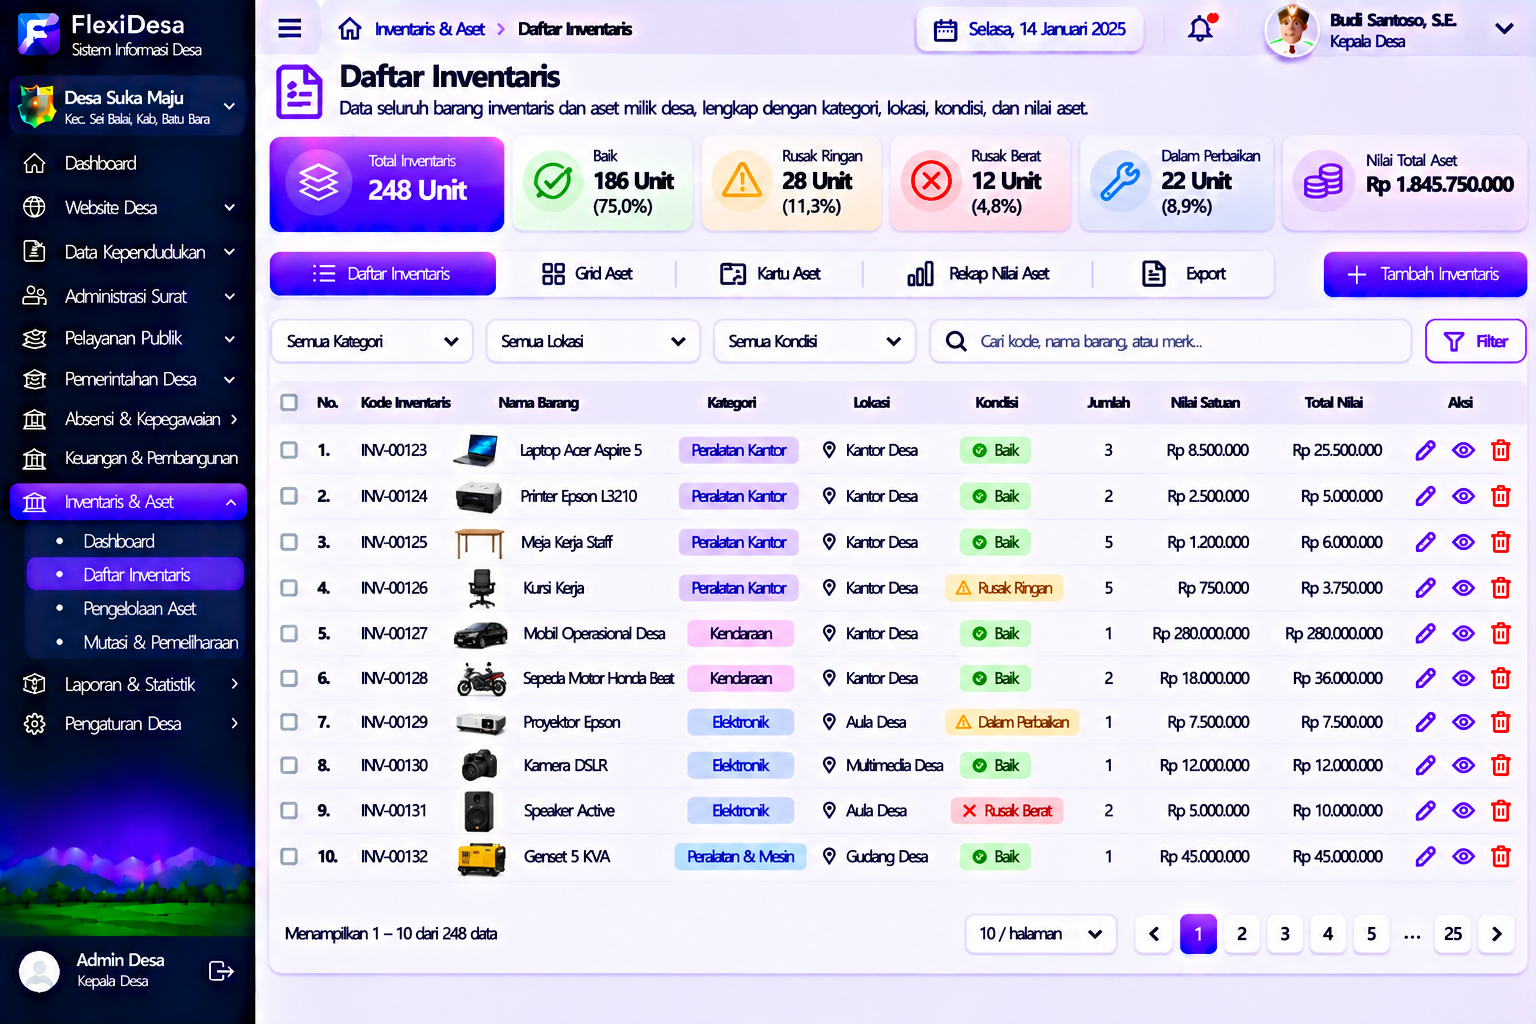 FlexiDesa
Sistem Informasi Desa
Desa Suka Maju
Kec. Sei Balai, Kab, Batu Bara
Dashboard
Website Desa
Data Kependudukan
Administrasi Surat
Pelayanan Publik
Pemerintahan Desa
Absensi & Kepegawaian
Keuangan & Pembangunan
Inventaris & Aset
Dashboard
Daftar Inventaris
Pengelolaan Aset
Mutasi & Pemeliharaan
Laporan & Statistik
Pengaturan Desa
Admin Desa
Kepala Desa
Inventaris & Aset > Daftar Inventaris
Selasa, 14 Januari 2025
Budi Santoso, S.E.
Kepala Desa
Daftar Inventaris
Data seluruh barang inventaris dan aset milik desa, lengkap dengan kategori, lokasi, kondisi, dan nilai aset.
Total Inventaris
248 Unit
Baik
186 Unit
(75,0%)
Rusak Ringan
28 Unit
(11,3%)
Rusak Berat
12 Unit
(4,8%)
Dalam Perbaikan
22 Unit
(8,9%)
Nilai Total Aset
Rp 1.845.750.000
Daftar Inventaris Grid Aset Kartu Aset Rekap Nilai Aset Export
+ Tambah Inventaris
Semua Kategori Semua Lokasi Semua Kondisi Cari kode, nama barang, atau merk... Filter
No. Kode Inventaris Nama Barang Kategori Lokasi Kondisi Jumlah Nilai Satuan Total Nilai Aksi
1. INV-00123 Laptop Acer Aspire 5 Peralatan Kantor Kantor Desa Baik 3 Rp 8.500.000 Rp 25.500.000
2. INV-00124 Printer Epson L3210 Peralatan Kantor Kantor Desa Baik 2 Rp 2.500.000 Rp 5.000.000
3. INV-00125 Meja Kerja Staff Peralatan Kantor Kantor Desa Baik 5 Rp 1.200.000 Rp 6.000.000
4. INV-00126 Kursi Kerja Peralatan Kantor Kantor Desa Rusak Ringan 5 Rp 750.000 Rp 3.750.000
5. INV-00127 Mobil Operasional Desa Kendaraan Kantor Desa Baik 1 Rp 280.000.000 Rp 280.000.000
6. INV-00128 Sepeda Motor Honda Beat Kendaraan Kantor Desa Baik 2 Rp 18.000.000 Rp 36.000.000
7. INV-00129 Proyektor Epson Elektronik Aula Desa Dalam Perbaikan 1 Rp 7.500.000 Rp 7.500.000
8. INV-00130 Kamera DSLR Elektronik Multimedia Desa Baik 1 Rp 12.000.000 Rp 12.000.000
9. INV-00131 Speaker Active Elektronik Aula Desa Rusak Berat 2 Rp 5.000.000 Rp 10.000.000
10. INV-00132 Genset 5 KVA Peralatan & Mesin Gudang Desa Baik 1 Rp 45.000.000 Rp 45.000.000
Menampilkan 1 – 10 dari 248 data
10 / halaman
1 2 3 4 5 ... 25